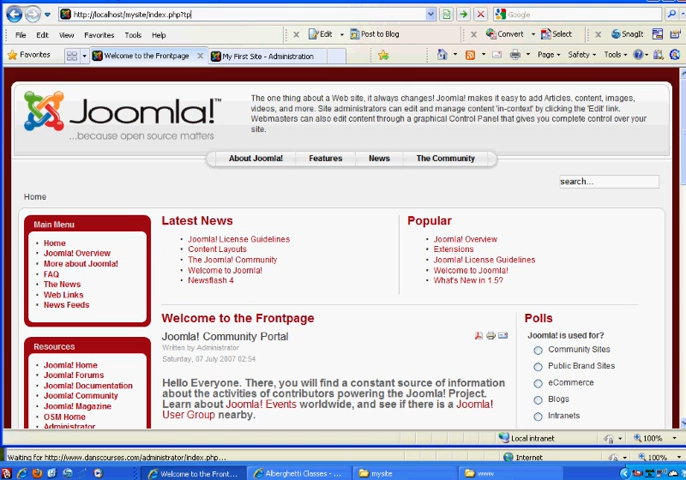 http://localhost/mysite/index.php?tp
Google
File Edit View Favorites Tools Help
Edit Post to Blog
Convert Select
SnagIt
Favorites
Welcome to the Frontpage
My First Site - Administration
Page Safety Tools
Joomla!™
...because open source matters
The one thing about a Web site, it always changes! Joomla! makes it easy to add Articles, content, images,
videos, and more. Site administrators can edit and manage content 'in-context' by clicking the 'Edit' link.
Webmasters can also edit content through a graphical Control Panel that gives you complete control over your
site.
About Joomla! Features News The Community
search...
Home
Main Menu
Home
Joomla! Overview
More about Joomla!
FAQ
The News
Web Links
News Feeds
Resources
Joomla! Home
Joomla! Forums
Joomla! Documentation
Joomla! Community
Joomla! Magazine
OSM Home
Administrator
Latest News
Joomla! License Guidelines
Content Layouts
The Joomla! Community
Welcome to Joomla!
Newsflash 4
Popular
Joomla! Overview
Extensions
Joomla! License Guidelines
Welcome to Joomla!
What's New in 1.5?
Welcome to the Frontpage
Joomla! Community Portal
Written by Administrator
Saturday, 07 July 2007 02:54
Hello Everyone. There, you will find a constant source of information
about the activities of contributors powering the Joomla! Project.
Learn about Joomla! Events worldwide, and see if there is a Joomla!
User Group nearby.
Polls
Joomla! is used for?
Community Sites
Public Brand Sites
eCommerce
Blogs
Intranets
Local intranet 100%
Waiting for http://www.danscourses.com/administrator/index.php...
Internet 100%
Welcome to the Front...
Alberghetti Classes - ...
mysite
www